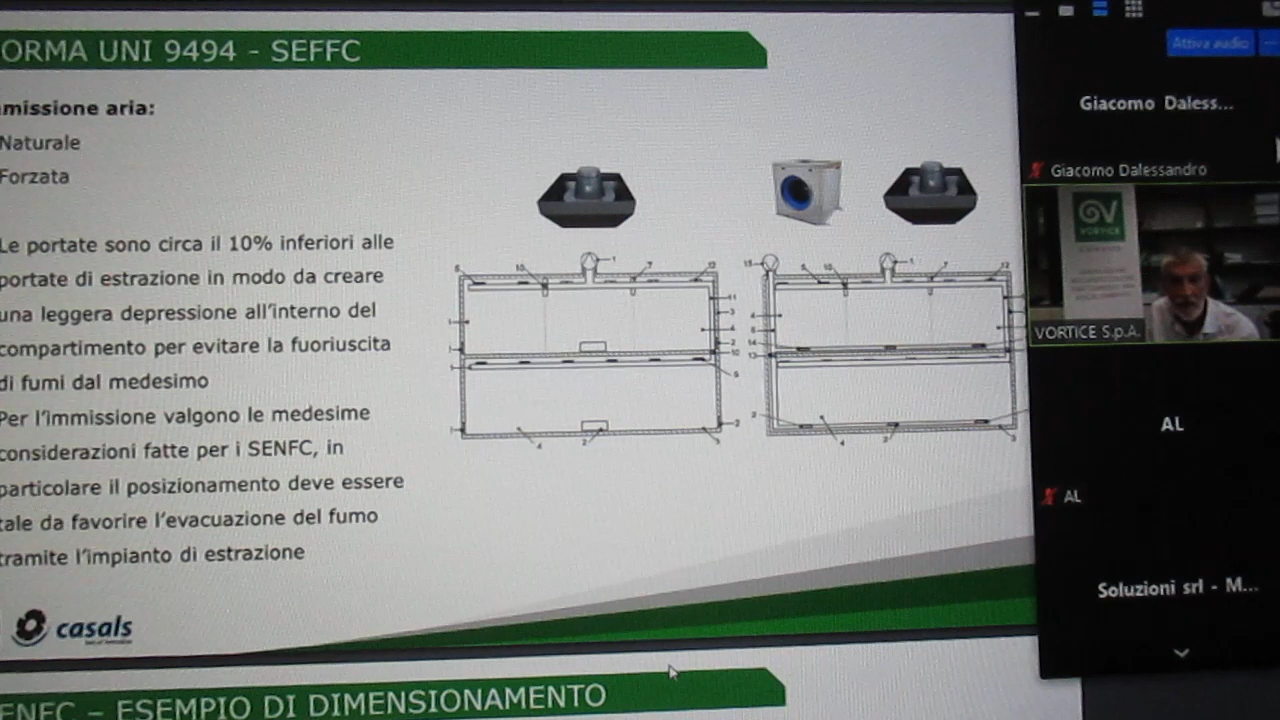 ORMA UNI 9494 - SEFFC
missione aria:
Naturale
Forzata
Le portate sono circa il 10% inferiori alle
portate di estrazione in modo da creare
una leggera depressione all'interno del
compartimento per evitare la fuoriuscita
di fumi dal medesimo
Per l'immissione valgono le medesime
considerazioni fatte per i SENFC, in
particolare il posizionamento deve essere
tale da favorire l'evacuazione del fumo
tramite l'impianto di estrazione
casals
ENFC – ESEMPIO DI DIMENSIONAMENTO
Attiva audio
Giacomo Daless...
Giacomo Dalessandro
VORTICE
VORTICE S.p.A.
AL
AL
Soluzioni srl - M...